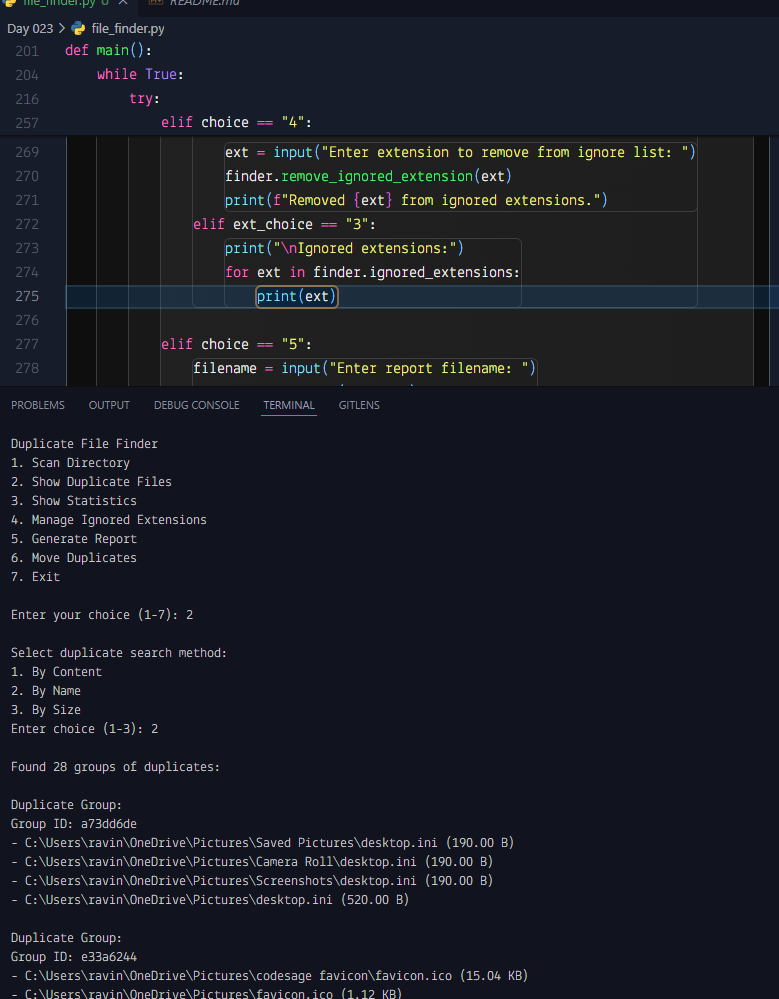 file_finder.py U
README.md
Day 023 > file_finder.py
201 def main():
204 while True:
216 try:
257 elif choice == "4":
269 ext = input("Enter extension to remove from ignore list: ")
270 finder.remove_ignored_extension(ext)
271 print(f"Removed {ext} from ignored extensions.")
272 elif ext_choice == "3":
273 print("\nIgnored extensions:")
274 for ext in finder.ignored_extensions:
275 print(ext)
276
277 elif choice == "5":
278 filename = input("Enter report filename: ")
PROBLEMS OUTPUT DEBUG CONSOLE TERMINAL GITLENS
Duplicate File Finder
1. Scan Directory
2. Show Duplicate Files
3. Show Statistics
4. Manage Ignored Extensions
5. Generate Report
6. Move Duplicates
7. Exit
Enter your choice (1-7): 2
Select duplicate search method:
1. By Content
2. By Name
3. By Size
Enter choice (1-3): 2
Found 28 groups of duplicates:
Duplicate Group:
Group ID: a73dd6de
- C:\Users\ravin\OneDrive\Pictures\Saved Pictures\desktop.ini (190.00 B)
- C:\Users\ravin\OneDrive\Pictures\Camera Roll\desktop.ini (190.00 B)
- C:\Users\ravin\OneDrive\Pictures\Screenshots\desktop.ini (190.00 B)
- C:\Users\ravin\OneDrive\Pictures\desktop.ini (520.00 B)
Duplicate Group:
Group ID: e33a6244
- C:\Users\ravin\OneDrive\Pictures\codesage favicon\favicon.ico (15.04 KB)
- C:\Users\ravin\OneDrive\Pictures\favicon.ico (1.12 KB)